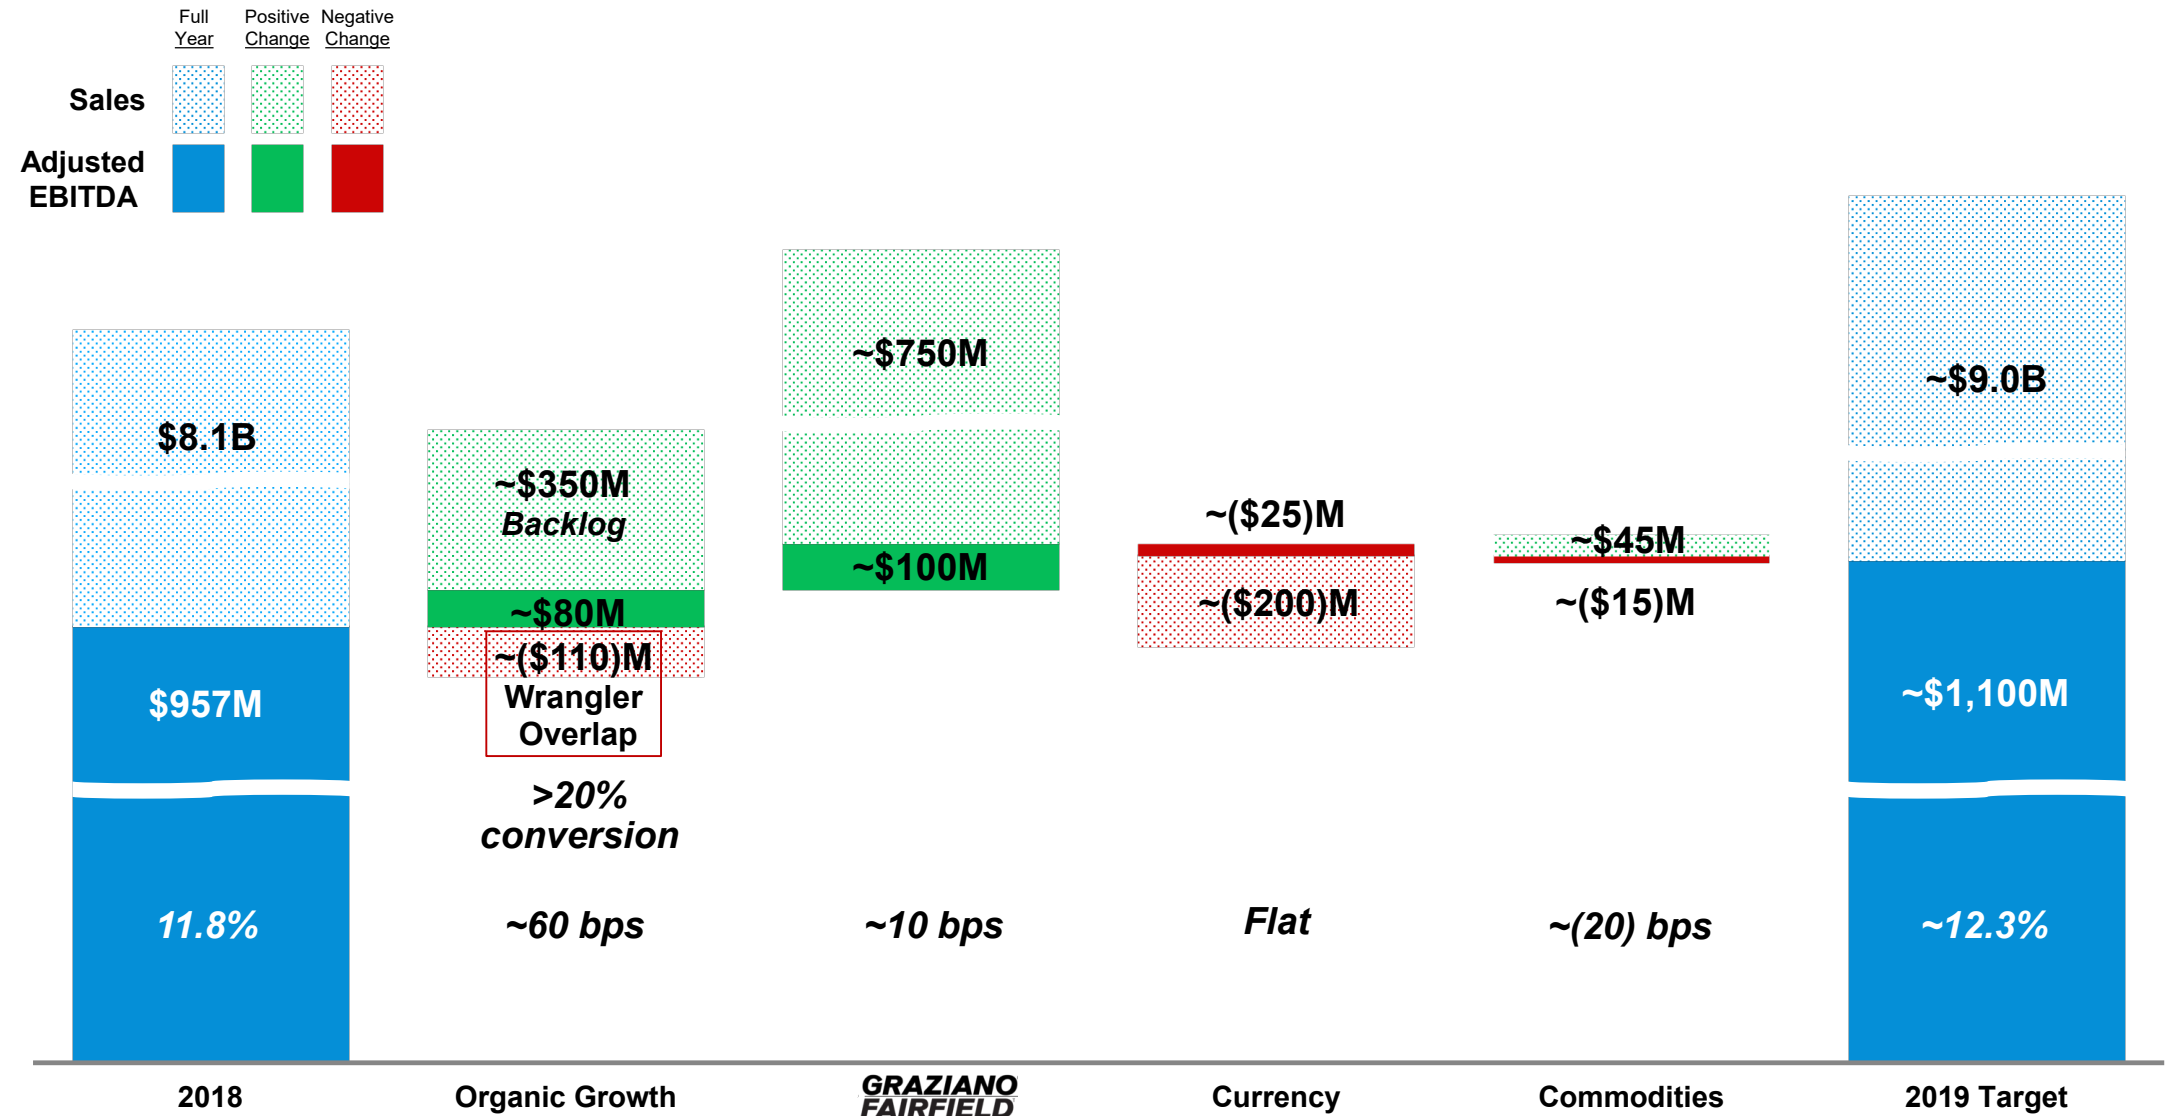 Full Year
Positive Change
Negative Change
Sales
Adjusted
EBITDA
$8.1B
$957M
11.8%
~$350M
Backlog
~$80M
~($110)M
Wrangler
Overlap
>20%
conversion
~60 bps
~$750M
~$100M
~10 bps
~($25)M
~($200)M
Flat
~$45M
~($15)M
~(20) bps
~$9.0B
~$1,100M
~12.3%
2018
Organic Growth
GRAZIANO
FAIRFIELD
Currency
Commodities
2019 Target